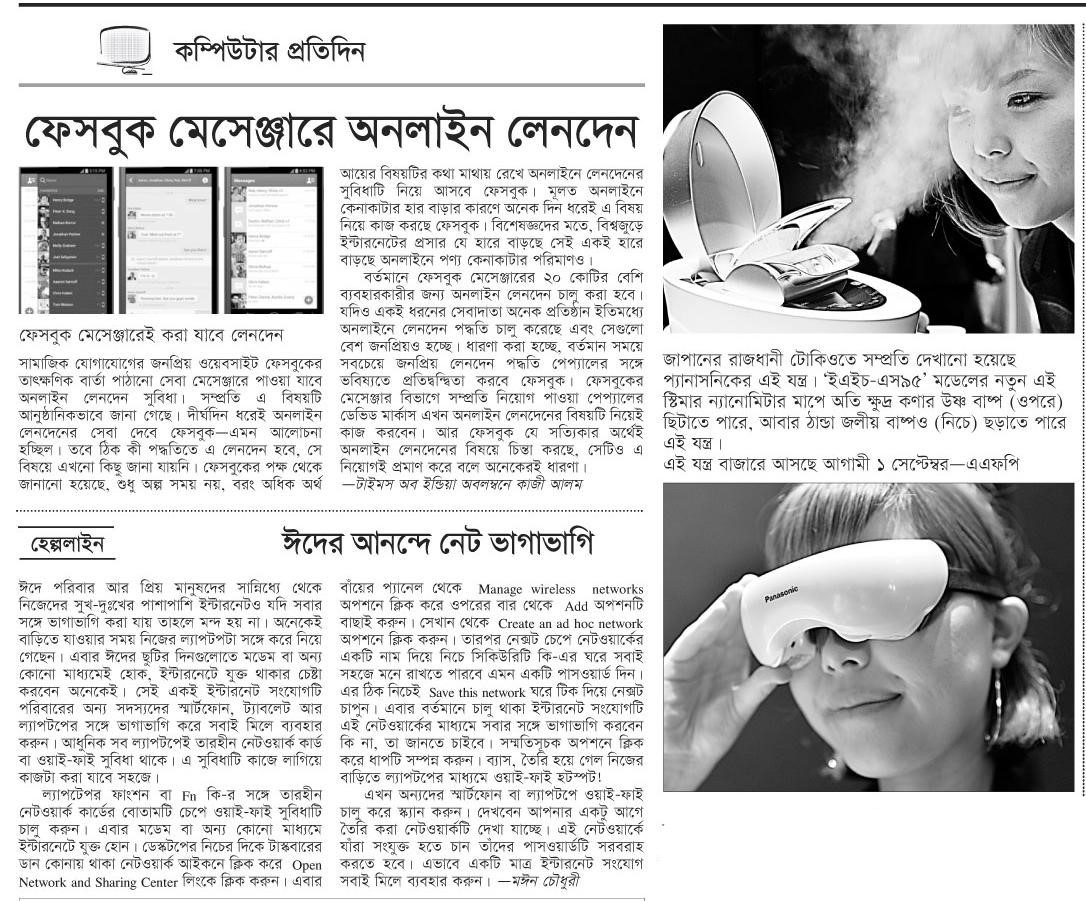 কম্পিউটার প্রতিদিন
ফেসবুক মেসেঞ্জারে অনলাইন লেনদেন
ফেসবুক মেসেঞ্জারেই করা যাবে লেনদেন
সামাজিক যোগাযোগের জনপ্রিয় ওয়েবসাইট ফেসবুকের
তাৎক্ষণিক বার্তা পাঠানো সেবা মেসেঞ্জারে পাওয়া যাবে
অনলাইন লেনদেন সুবিধা। সম্প্রতি এ বিষয়টি
আনুষ্ঠানিকভাবে জানা গেছে। দীর্ঘদিন ধরেই অনলাইন
লেনদেনের সেবা দেবে ফেসবুক—এমন আলোচনা
হচ্ছিল। তবে ঠিক কী পদ্ধতিতে এ লেনদেন হবে, সে
বিষয়ে এখনো কিছু জানা যায়নি। ফেসবুকের পক্ষ থেকে
জানানো হয়েছে, শুধু অল্প সময় নয়, বরং অধিক অর্থ
আয়ের বিষয়টির কথা মাথায় রেখে অনলাইনে লেনদেনের
সুবিধাটি নিয়ে আসবে ফেসবুক। মূলত অনলাইনে
কেনাকাটার হার বাড়ার কারণে অনেক দিন ধরেই এ বিষয়
নিয়ে কাজ করছে ফেসবুক। বিশেষজ্ঞদের মতে, বিশ্বজুড়ে
ইন্টারনেটের প্রসার যে হারে বাড়ছে সেই একই হারে
বাড়ছে অনলাইনে পণ্য কেনাকাটার পরিমাণও।
বর্তমানে ফেসবুক মেসেঞ্জারের ২০ কোটির বেশি
ব্যবহারকারীর জন্য অনলাইন লেনদেন চালু করা হবে।
যদিও একই ধরনের সেবাদাতা অনেক প্রতিষ্ঠান ইতিমধ্যে
অনলাইনে লেনদেন পদ্ধতি চালু করেছে এবং সেগুলো
বেশ জনপ্রিয়ও হচ্ছে। ধারণা করা হচ্ছে, বর্তমান সময়ে
সবচেয়ে জনপ্রিয় লেনদেন পদ্ধতি পেপ্যালের সঙ্গে
ভবিষ্যতে প্রতিদ্বন্দ্বিতা করবে ফেসবুক। ফেসবুকের
মেসেঞ্জার বিভাগে সম্প্রতি নিয়োগ পাওয়া পেপ্যালের
ডেভিড মার্কাস এখন অনলাইন লেনদেনের বিষয়টি নিয়েই
কাজ করবেন। আর ফেসবুক যে সত্যিকার অর্থেই
অনলাইন লেনদেনের বিষয়ে চিন্তা করছে, সেটিও এ
নিয়োগই প্রমাণ করে বলে অনেকেরই ধারণা।
—টাইমস অব ইন্ডিয়া অবলম্বনে কাজী আলম
জাপানের রাজধানী টোকিওতে সম্প্রতি দেখানো হয়েছে
প্যানাসনিকের এই যন্ত্র। ‘ইএইচ-এস৯৫’ মডেলের নতুন এই
স্টিমার ন্যানোমিটার মাপে অতি ক্ষুদ্র কণার উষ্ণ বাষ্প (ওপরে)
ছিটাতে পারে, আবার ঠান্ডা জলীয় বাষ্পও (নিচে) ছড়াতে পারে
এই যন্ত্র।
এই যন্ত্র বাজারে আসছে আগামী ১ সেপ্টেম্বর—এএফপি
Panasonic
হেল্পলাইন
ঈদের আনন্দে নেট ভাগাভাগি
ঈদে পরিবার আর প্রিয় মানুষদের সান্নিধ্যে থেকে
নিজেদের সুখ-দুঃখের পাশাপাশি ইন্টারনেটও যদি সবার
সঙ্গে ভাগাভাগি করা যায় তাহলে মন্দ হয় না। অনেকেই
বাড়িতে যাওয়ার সময় নিজের ল্যাপটপটা সঙ্গে করে নিয়ে
গেছেন। এবার ঈদের ছুটির দিনগুলোতে মডেম বা অন্য
কোনো মাধ্যমেই হোক, ইন্টারনেটে যুক্ত থাকার চেষ্টা
করবেন অনেকেই। সেই একই ইন্টারনেট সংযোগটি
পরিবারের অন্য সদস্যদের স্মার্টফোন, ট্যাবলেট আর
ল্যাপটপের সঙ্গে ভাগাভাগি করে সবাই মিলে ব্যবহার
করুন। আধুনিক সব ল্যাপটপেই তারহীন নেটওয়ার্ক কার্ড
বা ওয়াই-ফাই সুবিধা থাকে। এ সুবিধাটি কাজে লাগিয়ে
কাজটা করা যাবে সহজে।
ল্যাপটেপর ফাংশন বা Fn কি-র সঙ্গে তারহীন
নেটওয়ার্ক কার্ডের বোতামটি চেপে ওয়াই-ফাই সুবিধিাটি
চালু করুন। এবার মডেম বা অন্য কোনো মাধ্যমে
ইন্টারনেটে যুক্ত হোন। ডেস্কটপের নিচের দিকে টাস্কবারের
ডান কোনায় থাকা নেটওয়ার্ক আইকনে ক্লিক করে Open
Network and Sharing Center লিংকে ক্লিক করুন। এবার
বাঁয়ের প্যানেল থেকে Manage wireless networks
অপশনে ক্লিক করে ওপরের বার থেকে Add অপশনটি
বাছাই করুন। সেখান থেকে Create an ad hoc network
অপশনে ক্লিক করুন। তারপর নেক্সট চেপে নেটওয়ার্কের
একটি নাম দিয়ে নিচে সিকিউরিটি কি-এর ঘরে সবাই
সহজে মনে রাখতে পারবে এমন একটি পাসওয়ার্ড দিন।
এর ঠিক নিচেই Save this network ঘরে টিক দিয়ে নেক্সট
চাপুন। এবার বর্তমানে চালু থাকা ইন্টারনেট সংযোগটি
এই নেটওয়ার্কের মাধ্যমে সবার সঙ্গে ভাগাভাগি করবেন
কি না, তা জানতে চাইবে। সম্মতিসূচক অপশনে ক্লিক
করে ধাপটি সম্পন্ন করুন। ব্যাস, তৈরি হয়ে গেল নিজের
বাড়িতে ল্যাপটপের মাধ্যমে ওয়াই-ফাই হটস্পট!
এখন অন্যদের স্মার্টফোন বা ল্যাপটপে ওয়াই-ফাই
চালু করে স্ক্যান করুন। দেখবেন আপনার একটু আগে
তৈরি করা নেটওয়ার্কটি দেখা যাচ্ছে। এই নেটওয়ার্কে
যাঁরা সংযুক্ত হতে চান তাঁদের পাসওয়ার্ডটি সরবরাহ
করতে হবে। এভাবে একটি মাত্র ইন্টারনেট সংযোগ
সবাই মিলে ব্যবহার করুন। —মঈন চৌধুরী